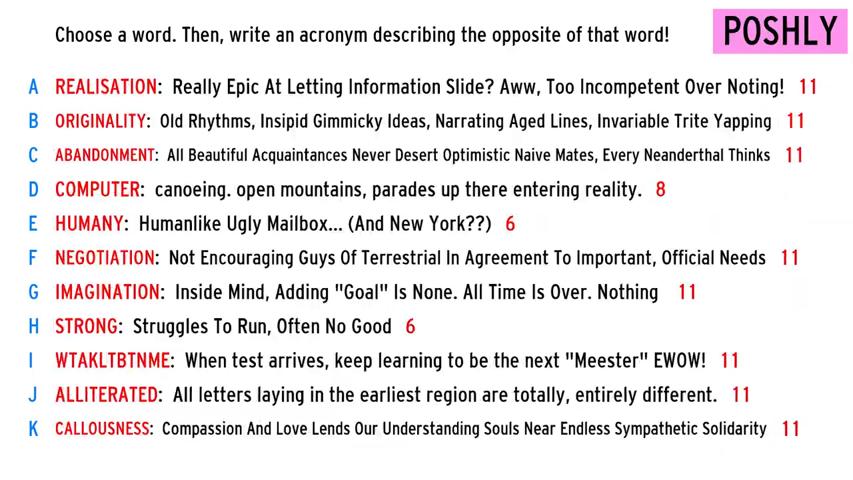 Choose a word. Then, write an acronym describing the opposite of that word!
POSHLY
A REALISATION: Really Epic At Letting Information Slide? Aww, Too Incompetent Over Noting! 11
B ORIGINALITY: Old Rhythms, Insipid Gimmicky Ideas, Narrating Aged Lines, Invariable Trite Yapping 11
C ABANDONMENT: All Beautiful Acquaintances Never Desert Optimistic Naive Mates, Every Neanderthal Thinks 11
D COMPUTER: canoeing. open mountains, parades up there entering reality. 8
E HUMANY: Humanlike Ugly Mailbox... (And New York??) 6
F NEGOTIATION: Not Encouraging Guys Of Terrestrial In Agreement To Important, Official Needs 11
G IMAGINATION: Inside Mind, Adding "Goal" Is None. All Time Is Over. Nothing 11
H STRONG: Struggles To Run, Often No Good 6
I WTAKLTBTNME: When test arrives, keep learning to be the next "Meester" EWOW! 11
J ALLITERATED: All letters laying in the earliest region are totally, entirely different. 11
K CALLOUSNESS: Compassion And Love Lends Our Understanding Souls Near Endless Sympathetic Solidarity 11